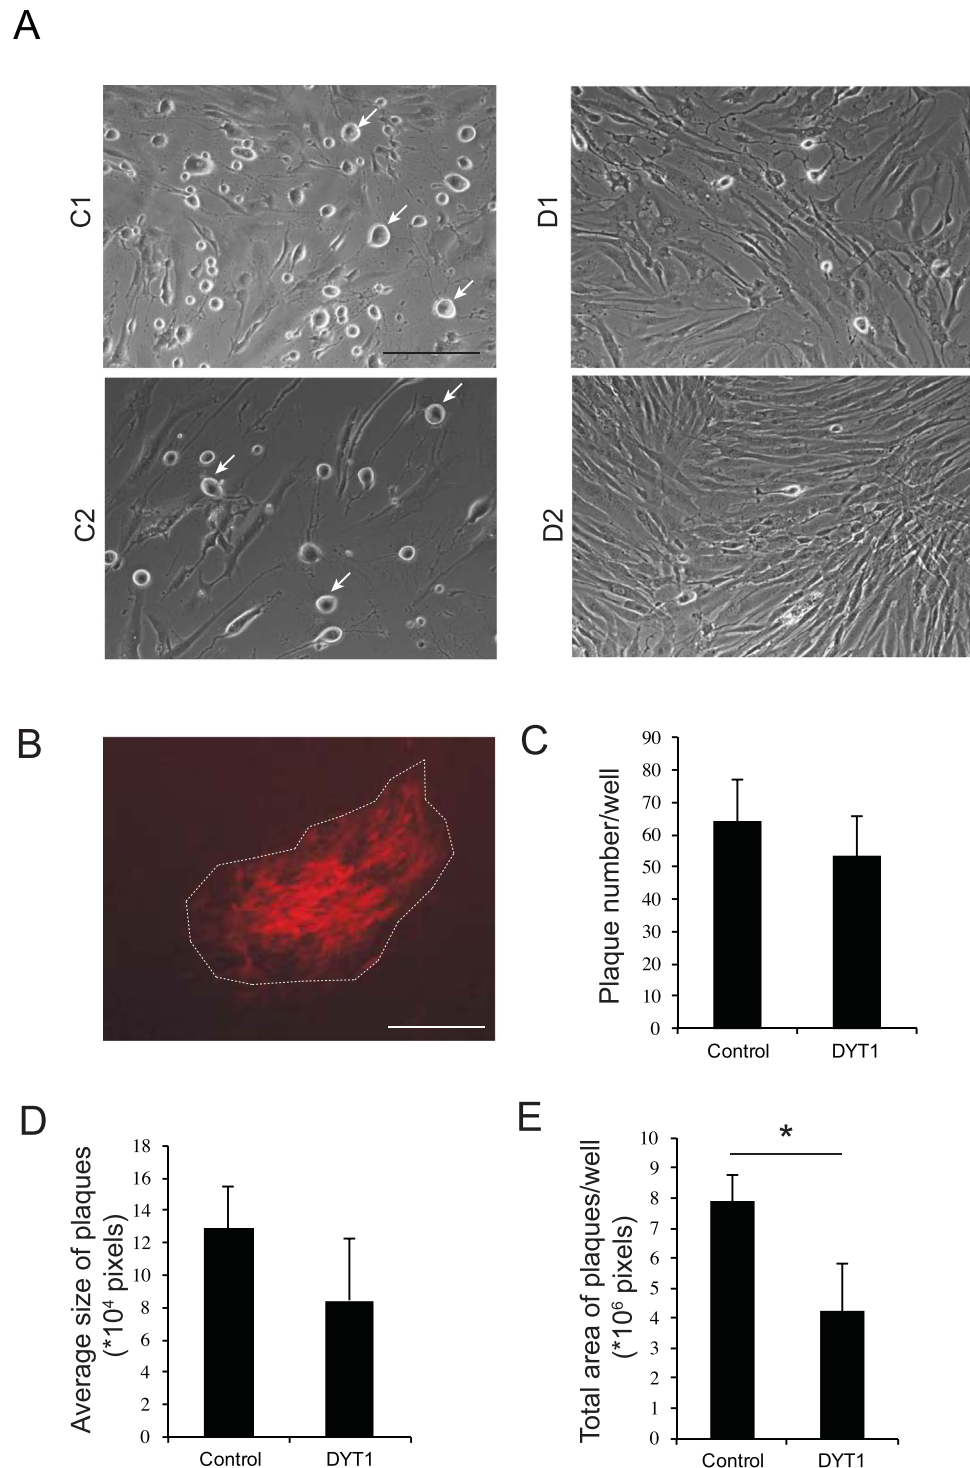 A
C1
D1
C2
D2
B
C
Plaque number/well
90
80
70
60
50
40
30
20
10
0
Control DYT1
D
Average size of plaques
(*10⁴ pixels)
18
16
14
12
10
8
6
4
2
0
Control DYT1
E
Total area of plaques/well
(*10⁶ pixels)
*
10
9
8
7
6
5
4
3
2
1
0
Control DYT1